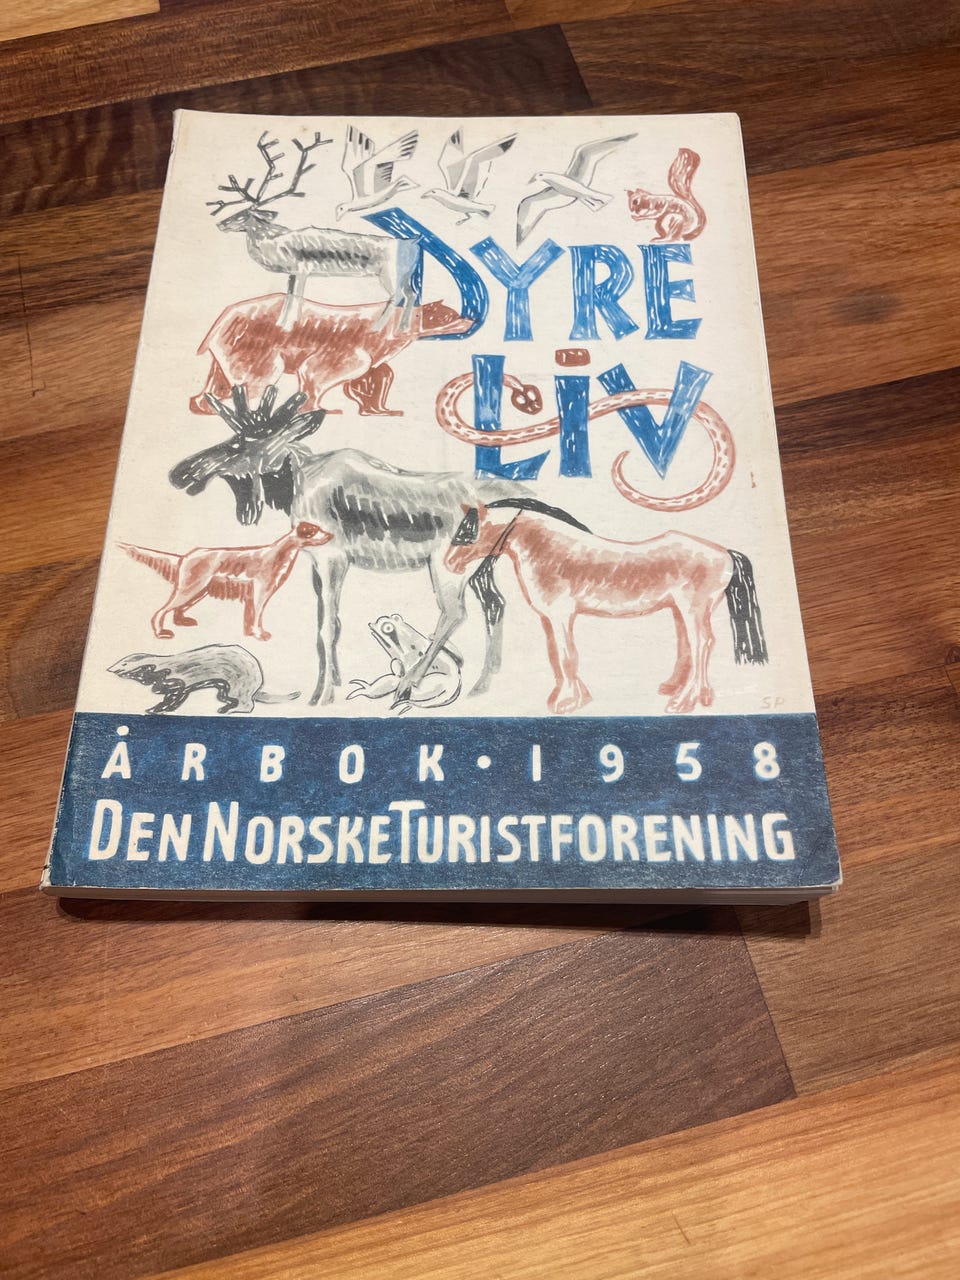 DYRE
LIV
SP
ÅRBOK · 1958
DEN NORSKE TURISTFORENING